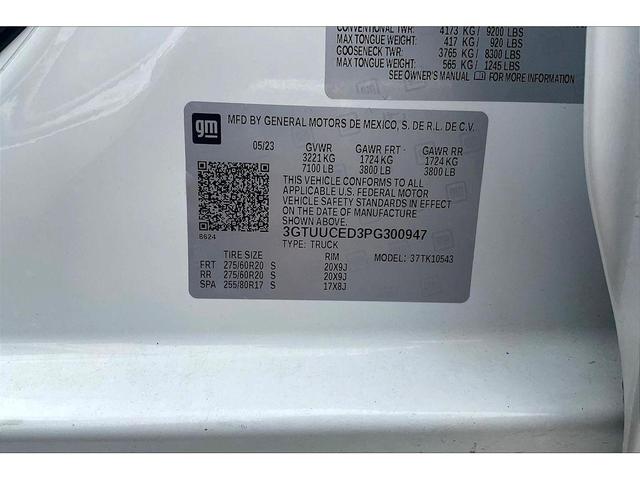 CONVENTIONAL TWR: 4173 KG/ 9200 LBS
MAX TONGUE WEIGHT: 417 KG/ 920 LBS
GOOSENECK TWR: 3765 KG/ 8300 LBS
MAX TONGUE WEIGHT: 565 KG/ 1245 LBS
SEE OWNER'S MANUAL FOR MORE INFORMATION
gm
MFD BY GENERAL MOTORS DE MEXICO, S. DE R.L. DE C.V.
05/23 GVWR GAWR FRT GAWR RR
3221 KG 1724 KG 1724 KG
7100 LB 3800 LB 3800 LB
THIS VEHICLE CONFORMS TO ALL
APPLICABLE U.S. FEDERAL MOTOR
VEHICLE SAFETY STANDARDS IN
EFFECT ON THE DATE OF MANUFACTURE
SHOWN ABOVE.
8624 3GTUUCED3PG300947
TYPE: TRUCK
TIRE SIZE RIM MODEL: 37TK10543
FRT 275/60R20 S 20X9J
RR 275/60R20 S 20X9J
SPA 255/80R17 S 17X8J